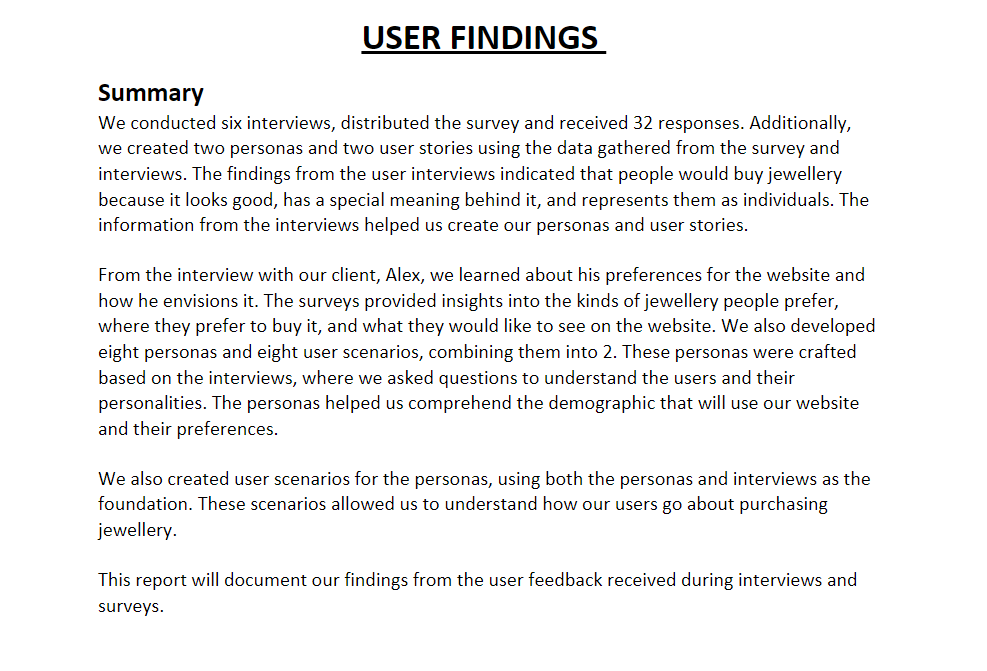 USER FINDINGS
Summary
We conducted six interviews, distributed the survey and received 32 responses. Additionally,
we created two personas and two user stories using the data gathered from the survey and
interviews. The findings from the user interviews indicated that people would buy jewellery
because it looks good, has a special meaning behind it, and represents them as individuals. The
information from the interviews helped us create our personas and user stories.
From the interview with our client, Alex, we learned about his preferences for the website and
how he envisions it. The surveys provided insights into the kinds of jewellery people prefer,
where they prefer to buy it, and what they would like to see on the website. We also developed
eight personas and eight user scenarios, combining them into 2. These personas were crafted
based on the interviews, where we asked questions to understand the users and their
personalities. The personas helped us comprehend the demographic that will use our website
and their preferences.
We also created user scenarios for the personas, using both the personas and interviews as the
foundation. These scenarios allowed us to understand how our users go about purchasing
jewellery.
This report will document our findings from the user feedback received during interviews and
surveys.